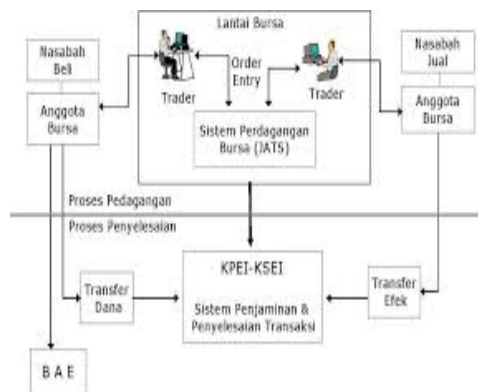 Lantai Bursa
Nasabah
Beli
Order
Entry
Nasabah
Jual
Trader
Trader
Anggota
Bursa
Anggota
Bursa
Sistem Perdagangan
Bursa (JATS)
Proses Pedagangan
Proses Penyelesaian
KPEI-KSEI
Transfer
Dana
Sistem Penjaminan &
Penyelesaian Transaksi
Transfer
Efek
B A E